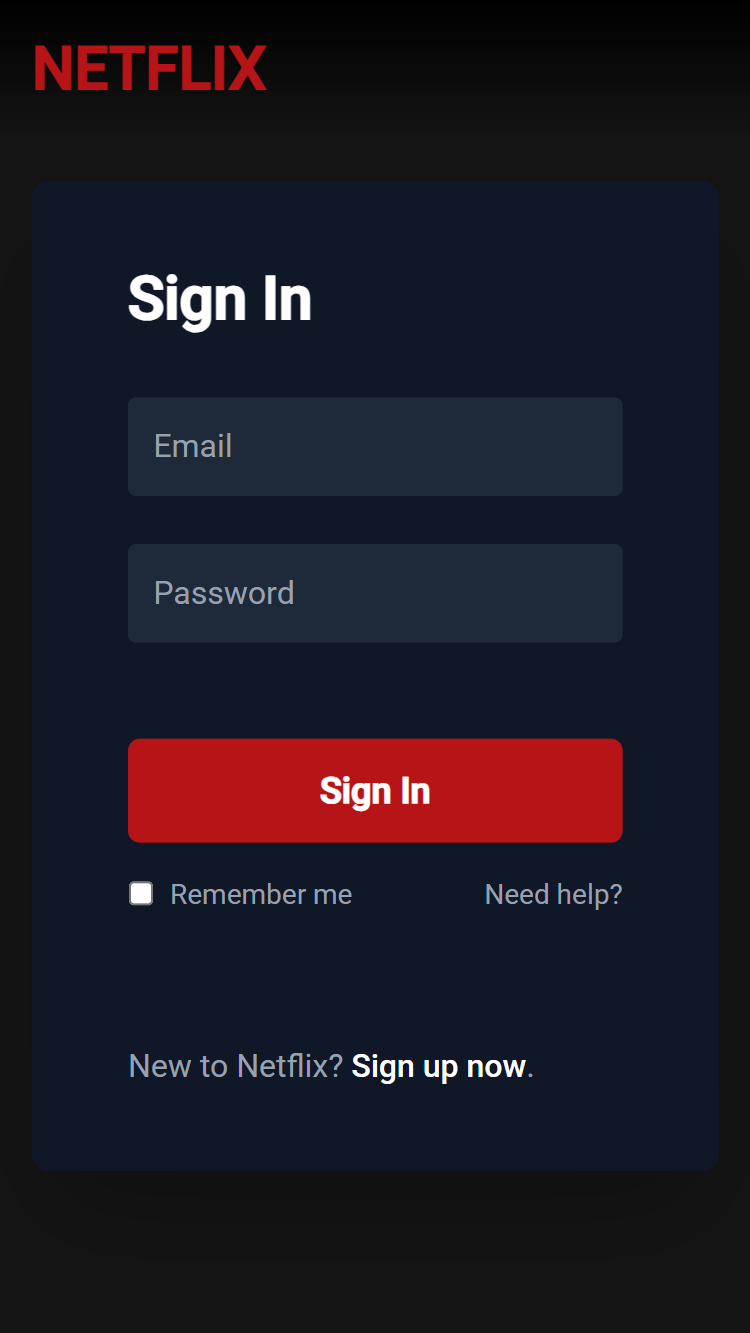 NETFLIX
Sign In
Email
Password
Sign In
Remember me Need help?
New to Netflix? Sign up now.